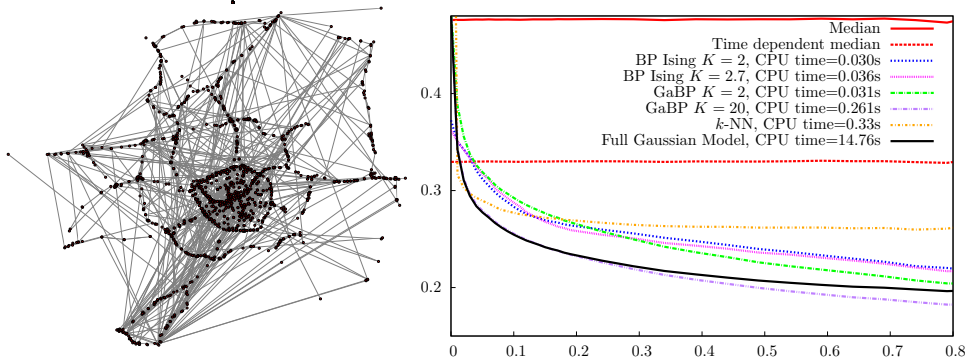 Median
Time dependent median
BP Ising K = 2, CPU time=0.030s
BP Ising K = 2.7, CPU time=0.036s
GaBP K = 2, CPU time=0.031s
GaBP K = 20, CPU time=0.261s
k-NN, CPU time=0.33s
Full Gaussian Model, CPU time=14.76s
0.4
0.3
0.2
0 0.1 0.2 0.3 0.4 0.5 0.6 0.7 0.8